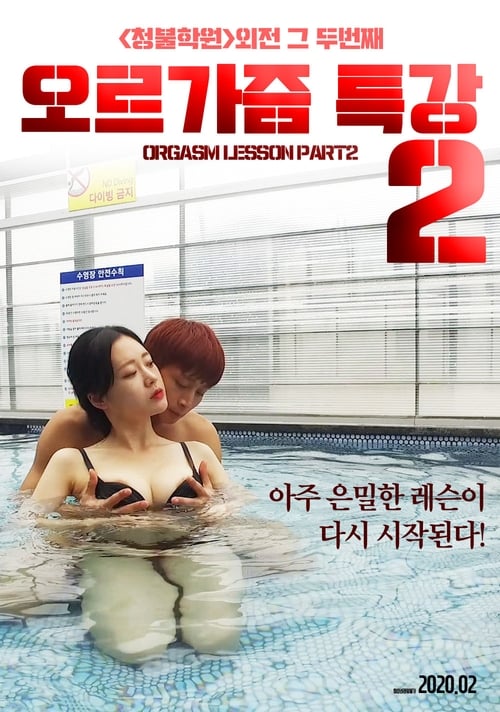 <청불학원>외전 그 두번째
오르가즘 특강
2
ORGASM LESSON PART2
NO Diving
다이빙 금지
수영장 안전수칙
아주 은밀한 레슨이
다시 시작된다!
2020.02